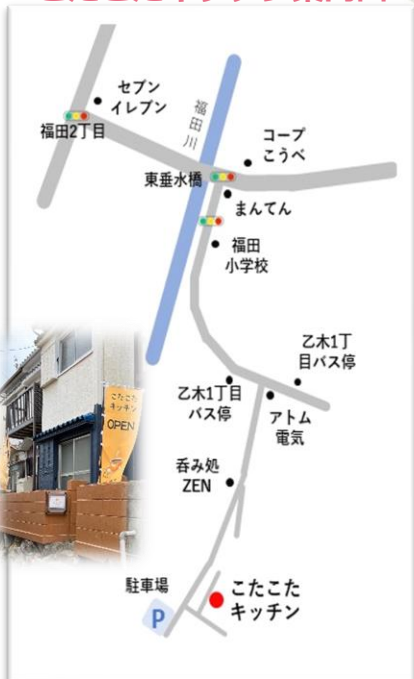 セブン
イレブン
福田2丁目
福田川
コープ
こうべ
東垂水橋
まんてん
福田
小学校
乙木1丁
目バス停
乙木1丁目
バス停
アトム
電気
呑み処
ZEN
こたこた
キッチン
OPEN
駐車場
P
こたこた
キッチン